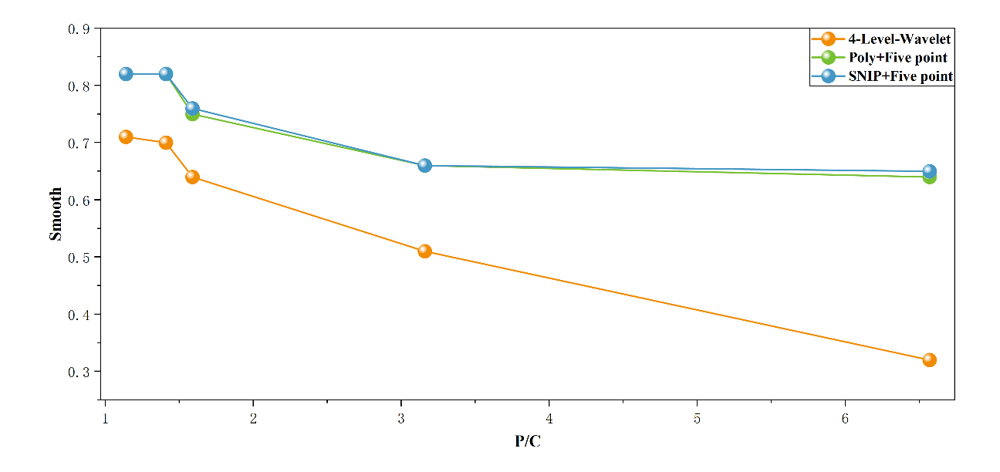 4-Level-Wavelet
Poly+Five point
SNIP+Five point
0.9
0.8
0.7
0.6
0.5
0.4
0.3
Smooth
1 2 3 4 5 6
P/C